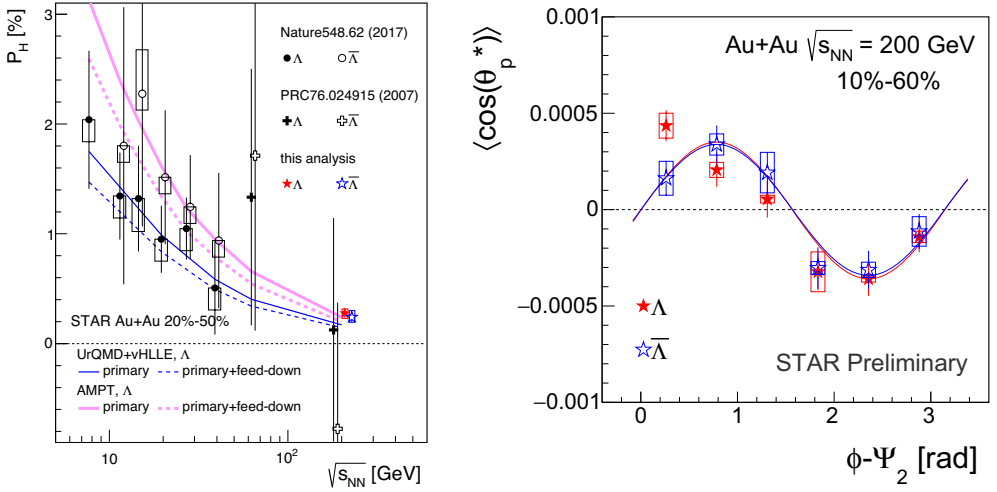 P_H [%]
3
2
1
0
10
10²
√s_NN [GeV]
Nature548.62 (2017)
Λ Λ̅
PRC76.024915 (2007)
Λ Λ̅
this analysis
Λ Λ̅
STAR Au+Au 20%-50%
UrQMD+vHLLE, Λ
primary primary+feed-down
AMPT, Λ
primary primary+feed-down
⟨cos(θ_p*)⟩
0.001
0.0005
0
−0.0005
−0.001
Au+Au √s_NN = 200 GeV
10%-60%
Λ
Λ̅
STAR Preliminary
0 1 2 3
ϕ-Ψ₂ [rad]